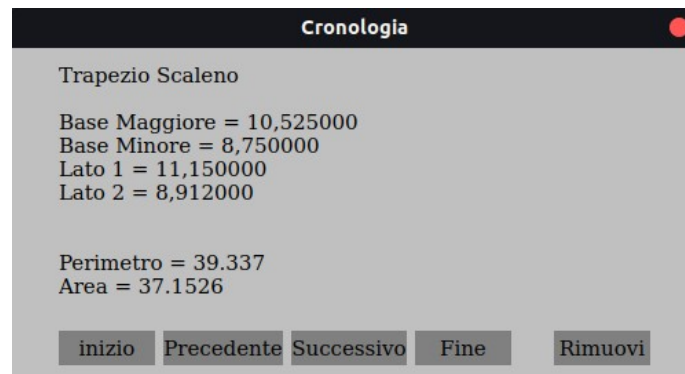 Cronologia
Trapezio Scaleno
Base Maggiore = 10,525000
Base Minore = 8,750000
Lato 1 = 11,150000
Lato 2 = 8,912000
Perimetro = 39.337
Area = 37.1526
inizio Precedente Successivo Fine Rimuovi